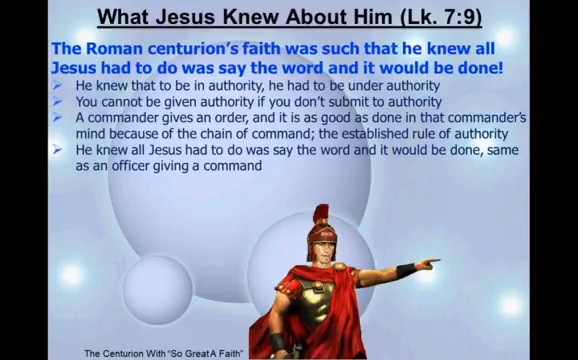 What Jesus Knew About Him (Lk. 7:9)
The Roman centurion's faith was such that he knew all
Jesus had to do was say the word and it would be done!
He knew that to be in authority, he had to be under authority
You cannot be given authority if you don't submit to authority
A commander gives an order, and it is as good as done in that commander's
mind because of the chain of command; the established rule of authority
He knew all Jesus had to do was say the word and it would be done, same
as an officer giving a command
The Centurion With "So Great A Faith"